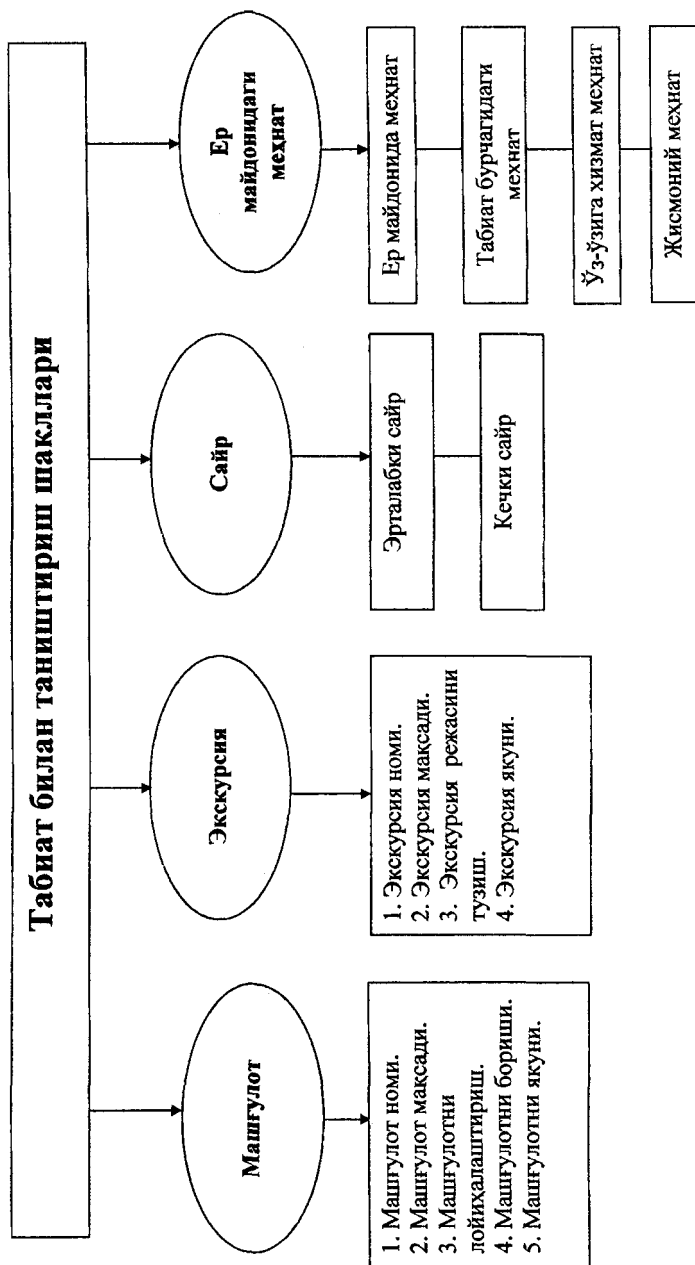 Табиат билан таништириш шакллари
Машғулот
1. Машғулот номи.
2. Машғулот мақсади.
3. Машғулотни
лойиҳалаштириш.
4. Машғулотни бориши.
5. Машғулотни якуни.
Экскурсия
1. Экскурсия номи.
2. Экскурсия мақсади.
3. Экскурсия режасини
тузиш.
4. Экскурсия якуни.
Сайр
Эрталабки сайр
Кечки сайр
Ер
майдонидаги
меҳнат
Ер майдонида меҳнат
Табиат бурчагидаги
мехнат
Ўз-ўзига хизмат меҳнат
Жисмоний меҳнат